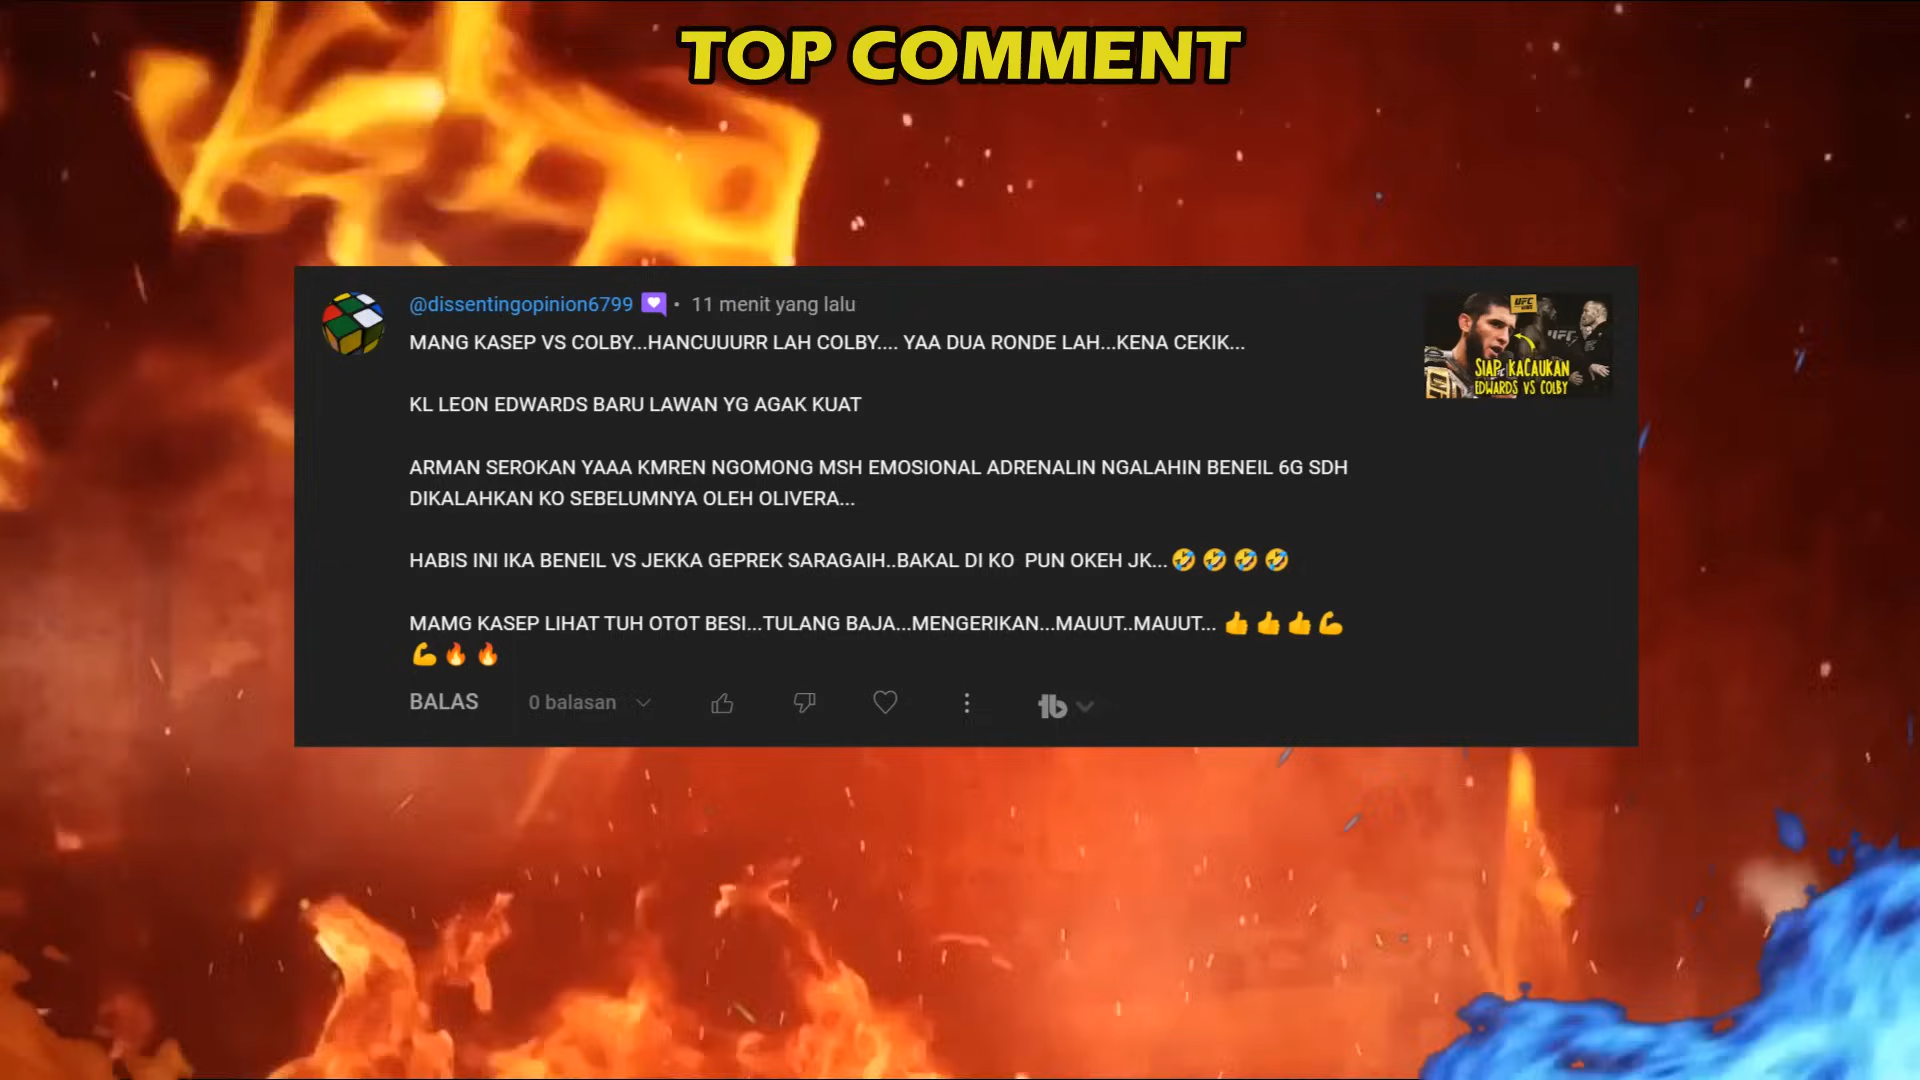 TOP COMMENT
@dissentingopinion6799 • 11 menit yang lalu
MANG KASEP VS COLBY...HANCUUURR LAH COLBY.... YAA DUA RONDE LAH...KENA CEKIK...
KL LEON EDWARDS BARU LAWAN YG AGAK KUAT
ARMAN SEROKAN YAAA KMREN NGOMONG MSH EMOSIONAL ADRENALIN NGALAHIN BENEIL 6G SDH
DIKALAHKAN KO SEBELUMNYA OLEH OLIVERA...
HABIS INI IKA BENEIL VS JEKKA GEPREK SARAGAIH..BAKAL DI KO PUN OKEH JK...🤣🤣🤣🤣
MAMG KASEP LIHAT TUH OTOT BESI...TULANG BAJA...MENGERIKAN...MAUUT..MAUUT... 👍👍👍💪
💪🔥🔥
BALAS 0 balasan
UFC
UFC
SIAP KACAUKAN
EDWARDS VS COLBY